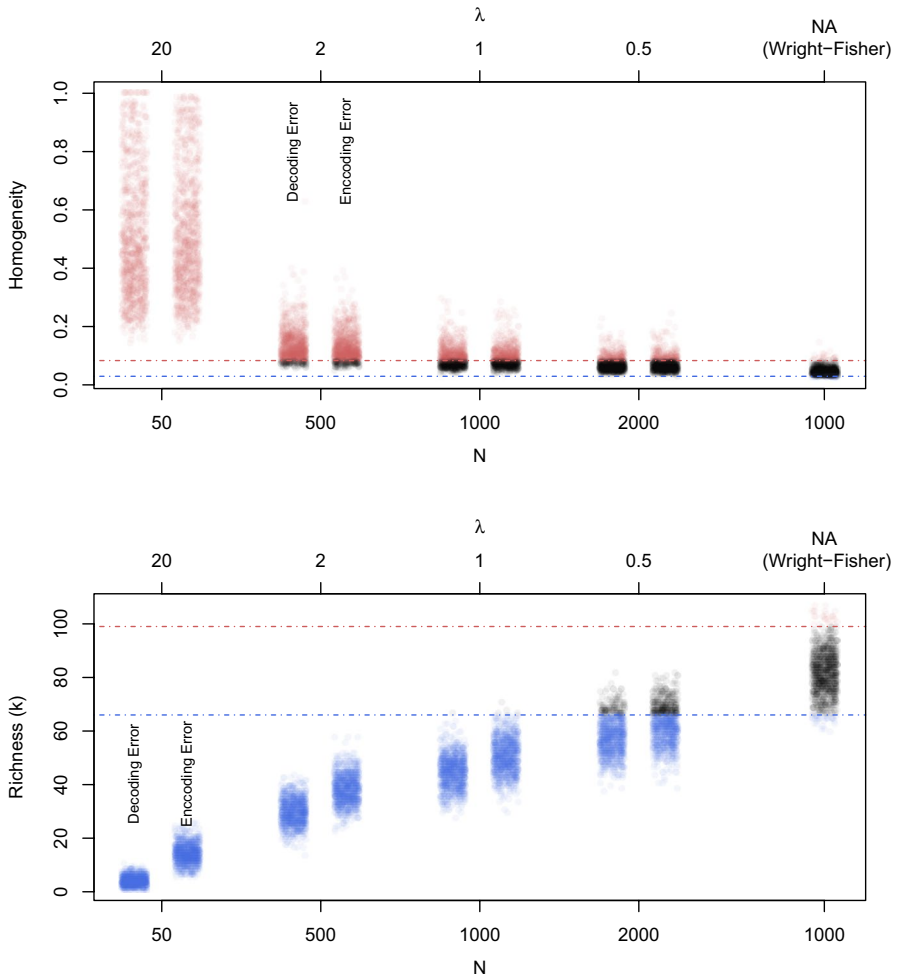 λ
20 2 1 0.5 NA
(Wright−Fisher)
Homogeneity
0.0 0.2 0.4 0.6 0.8 1.0
Decoding Error
Enccoding Error
50 500 1000 2000 1000
N
λ
20 2 1 0.5 NA
(Wright−Fisher)
Richness (k)
0 20 40 60 80 100
Decoding Error
Enccoding Error
50 500 1000 2000 1000
N